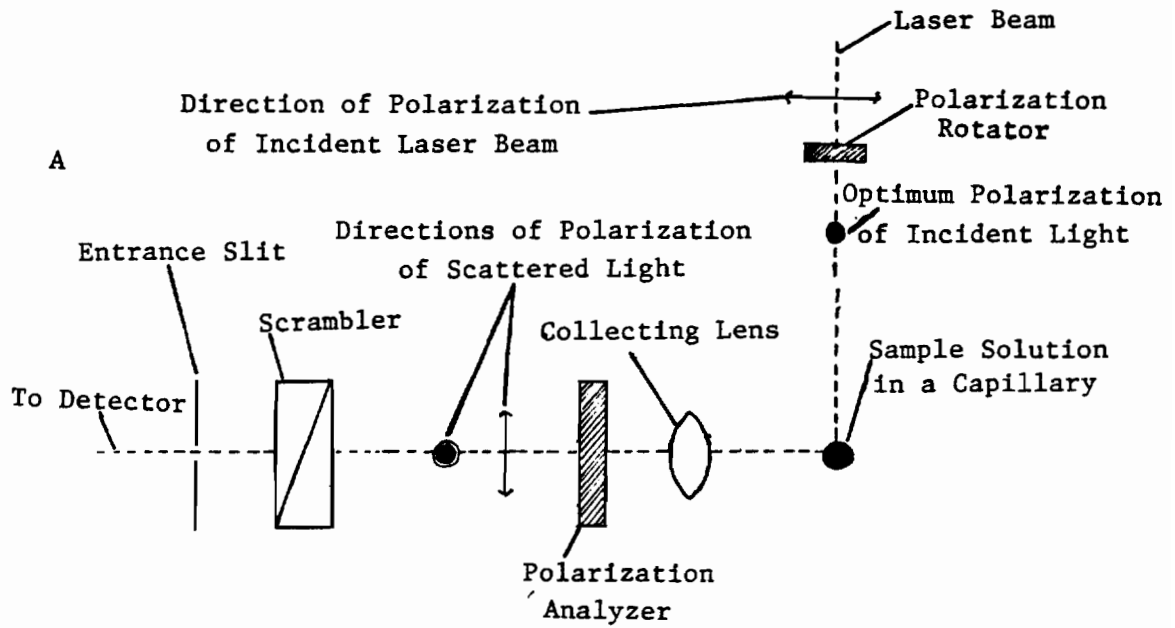 Laser Beam
Direction of Polarization
of Incident Laser Beam
Polarization
Rotator
A
Optimum Polarization
of Incident Light
Directions of Polarization
of Scattered Light
Entrance Slit
Scrambler
Collecting Lens
Sample Solution
in a Capillary
To Detector
Polarization
Analyzer